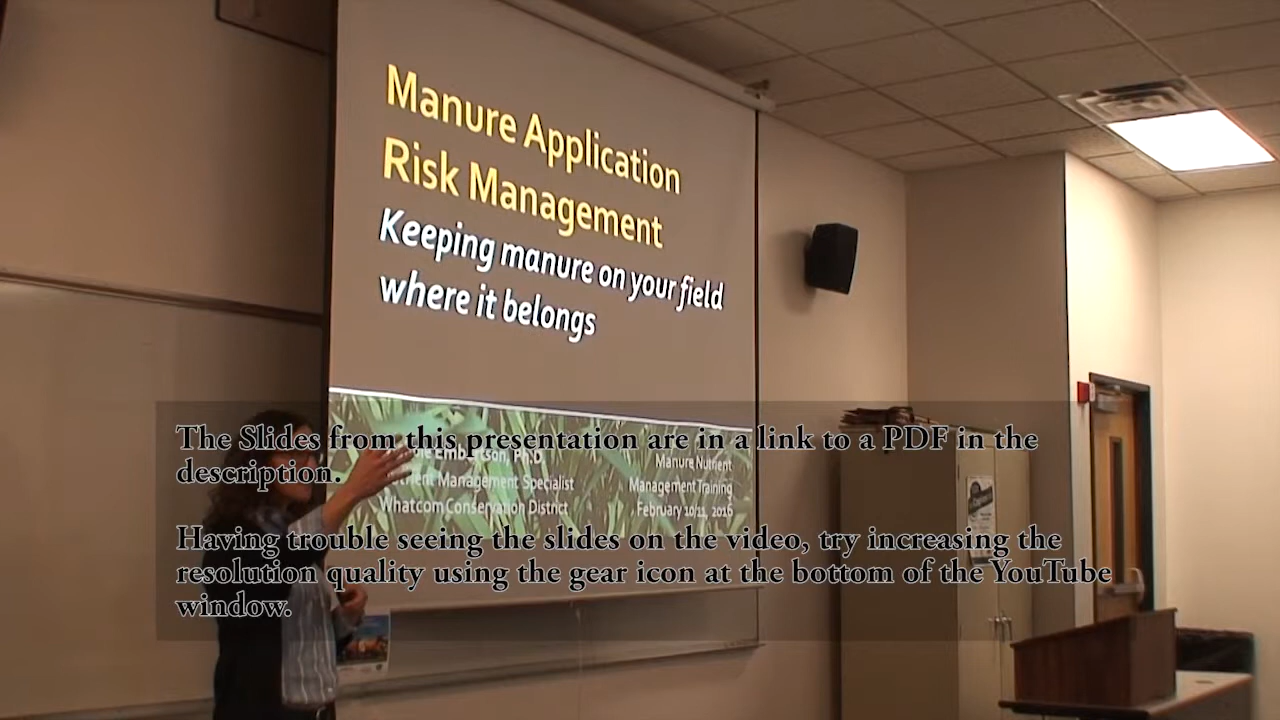 Manure Application
Risk Management
Keeping manure on your field
where it belongs
The Slides from this presentation are in a link to a PDF in the
description.
Ph.D.
Management Specialist
Whatcom Conservation District
Manure Nutrient
Management Training
February 10/11, 2016
Having trouble seeing the slides on the video, try increasing the
resolution quality using the gear icon at the bottom of the YouTube
window.